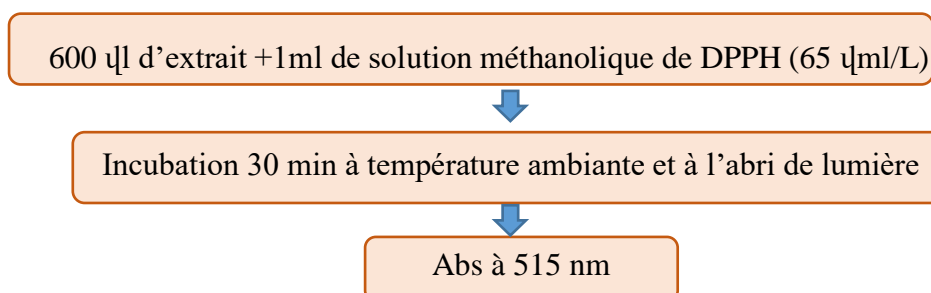 600 ɥl d’extrait +1ml de solution méthanolique de DPPH (65 ɥml/L)
Incubation 30 min à température ambiante et à l’abri de lumière
Abs à 515 nm